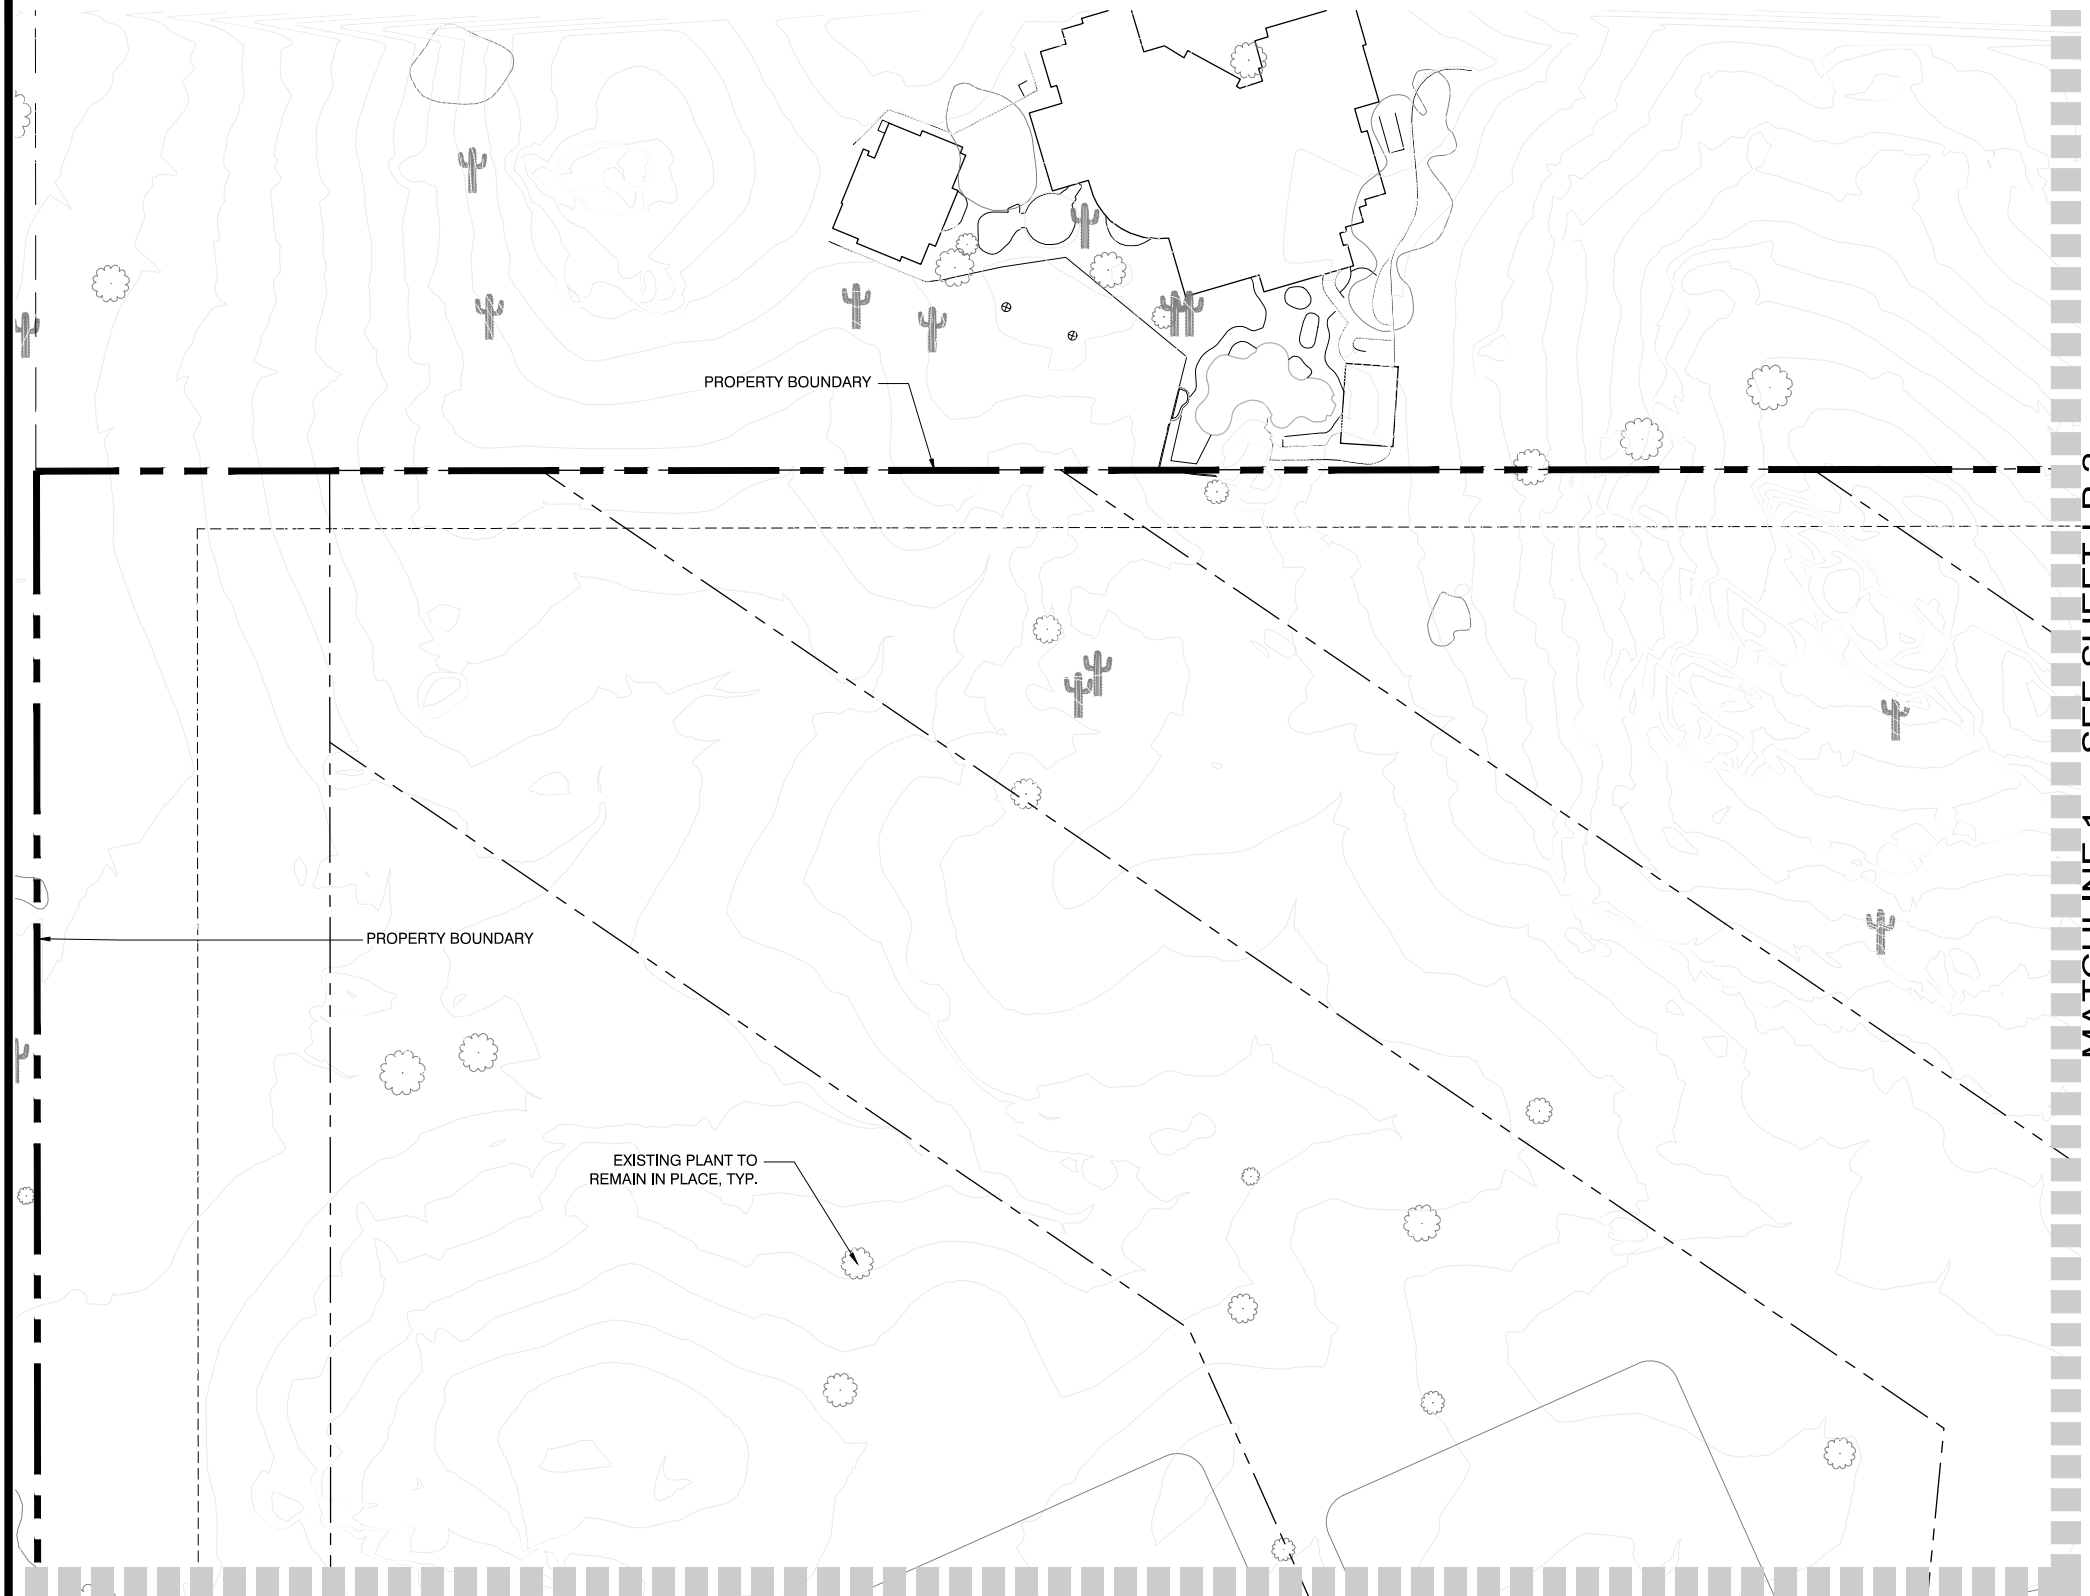 PROPERTY BOUNDARY
PROPERTY BOUNDARY
EXISTING PLANT TO
REMAIN IN PLACE, TYP.